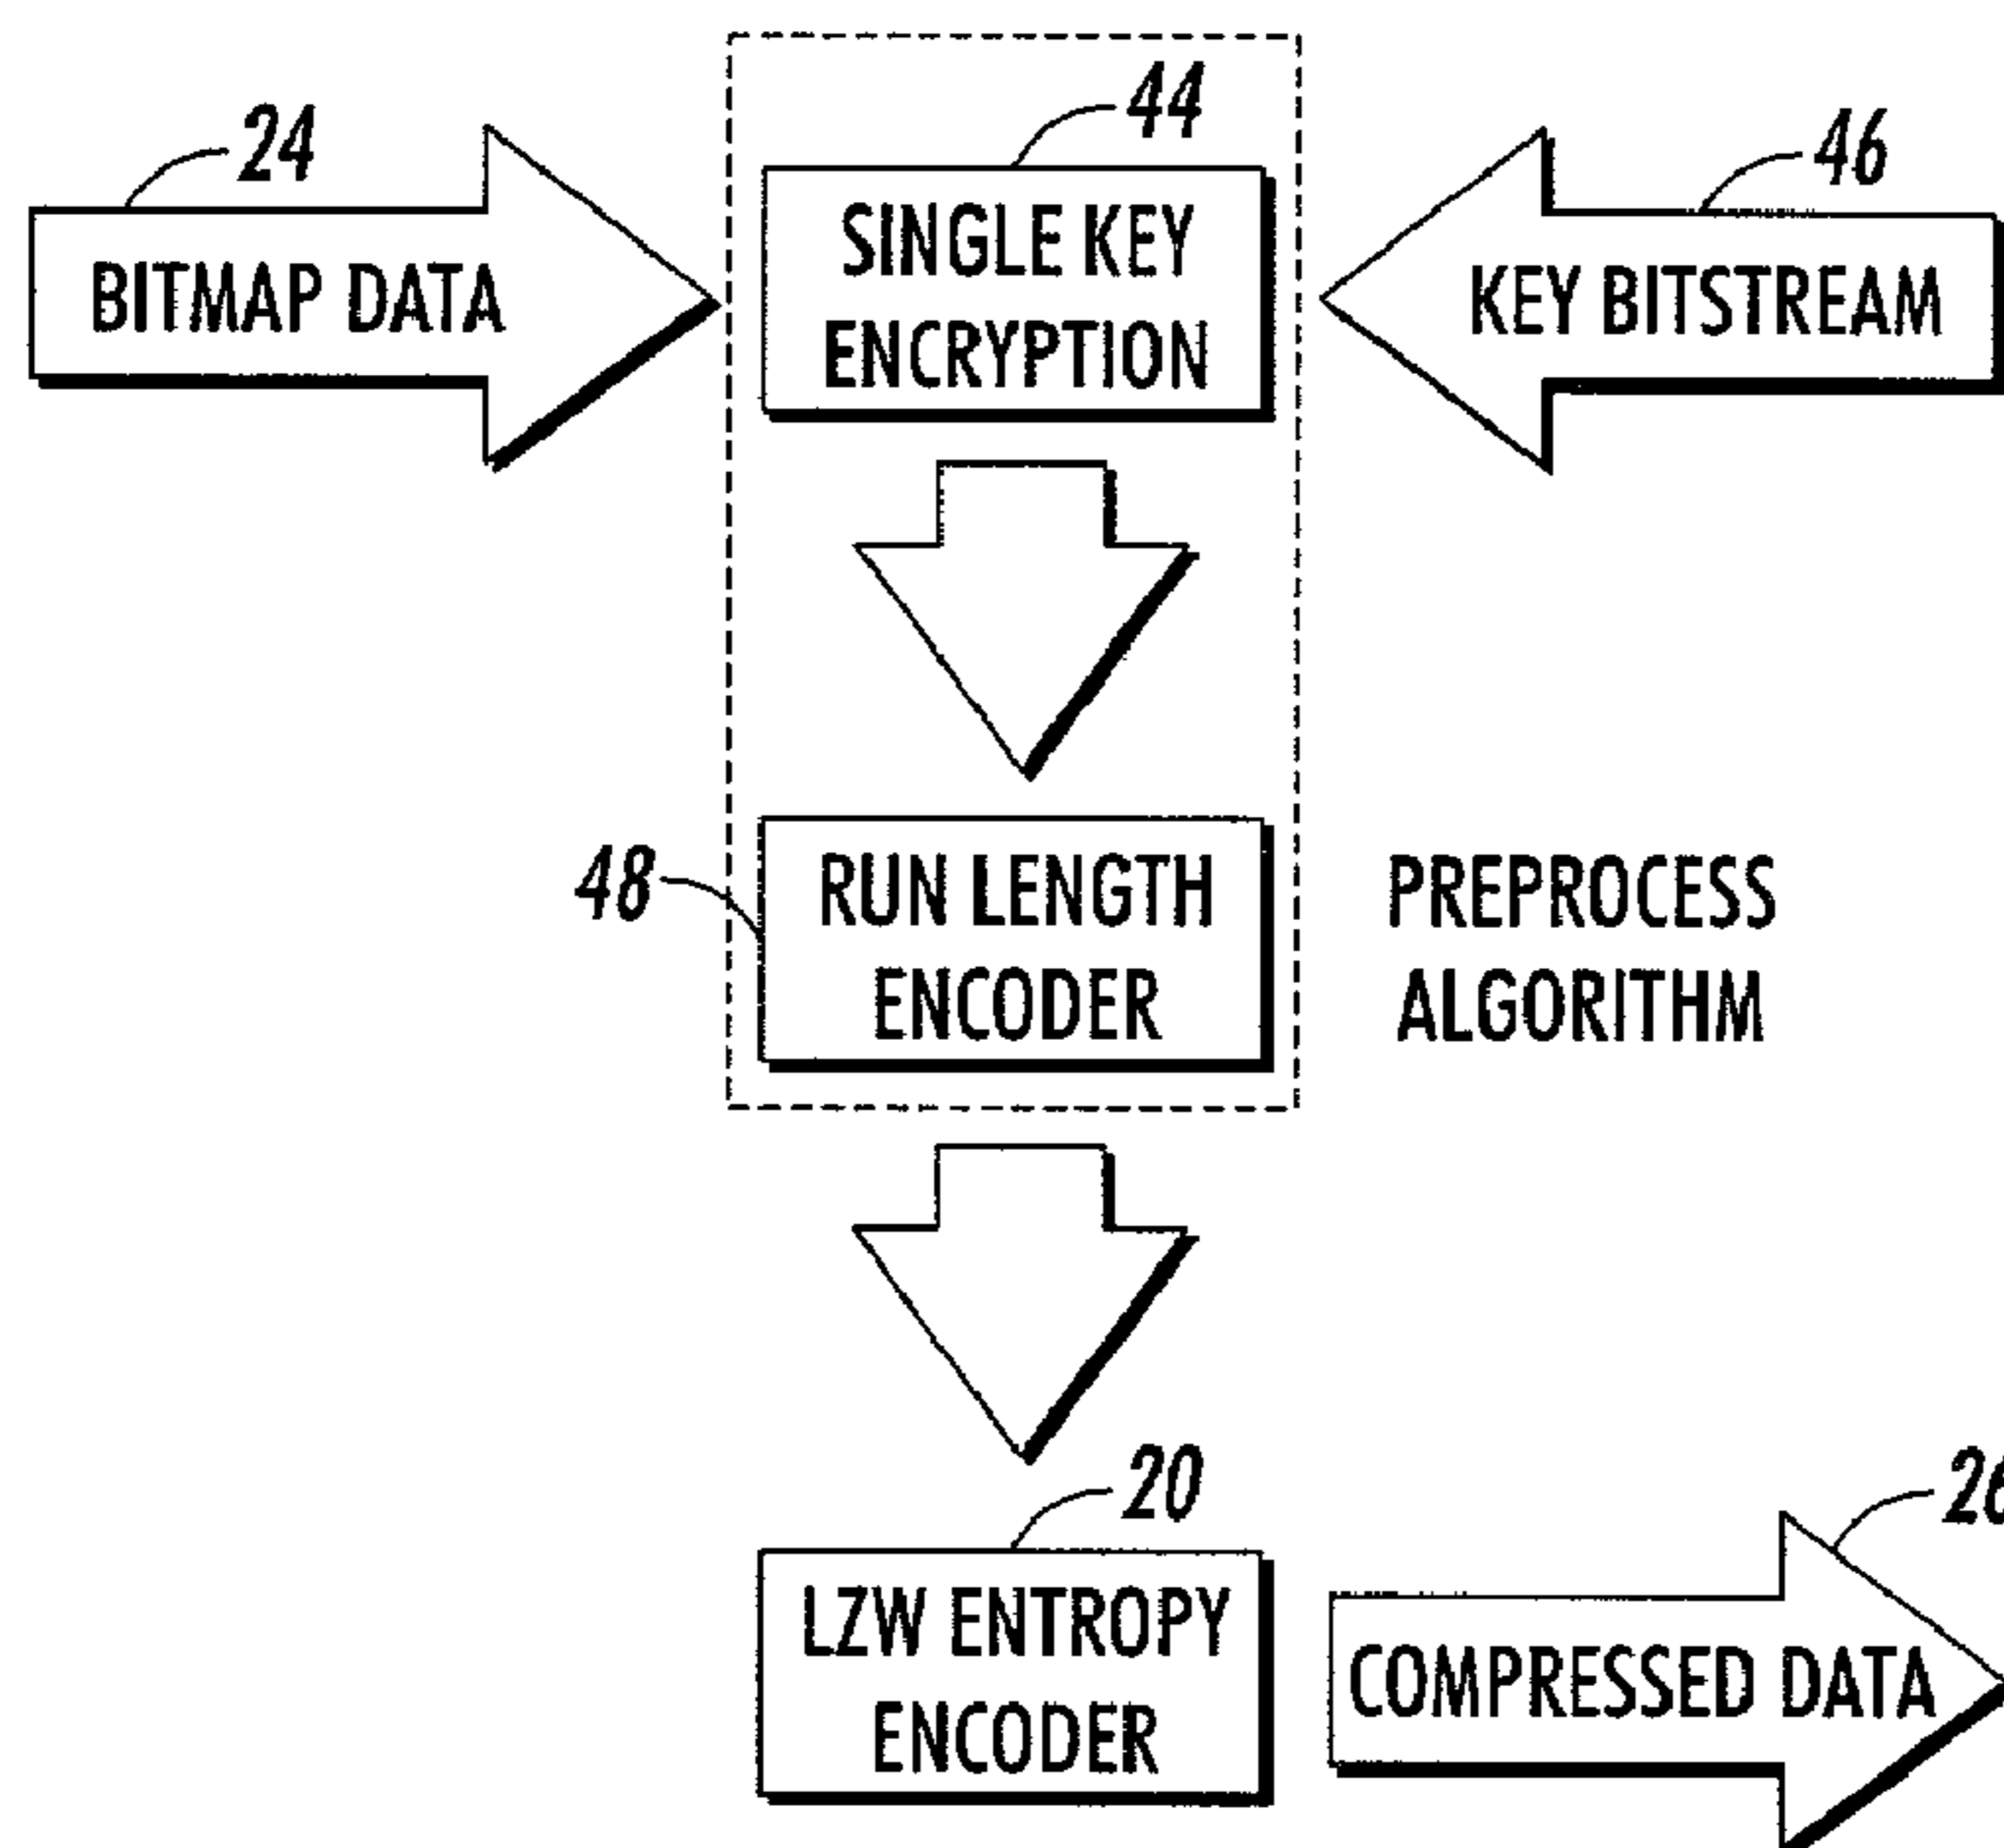 24
44
46
BITMAP DATA
SINGLE KEY
ENCRYPTION
KEY BITSTREAM
48
RUN LENGTH
ENCODER
PREPROCESS
ALGORITHM
20
26
LZW ENTROPY
ENCODER
COMPRESSED DATA